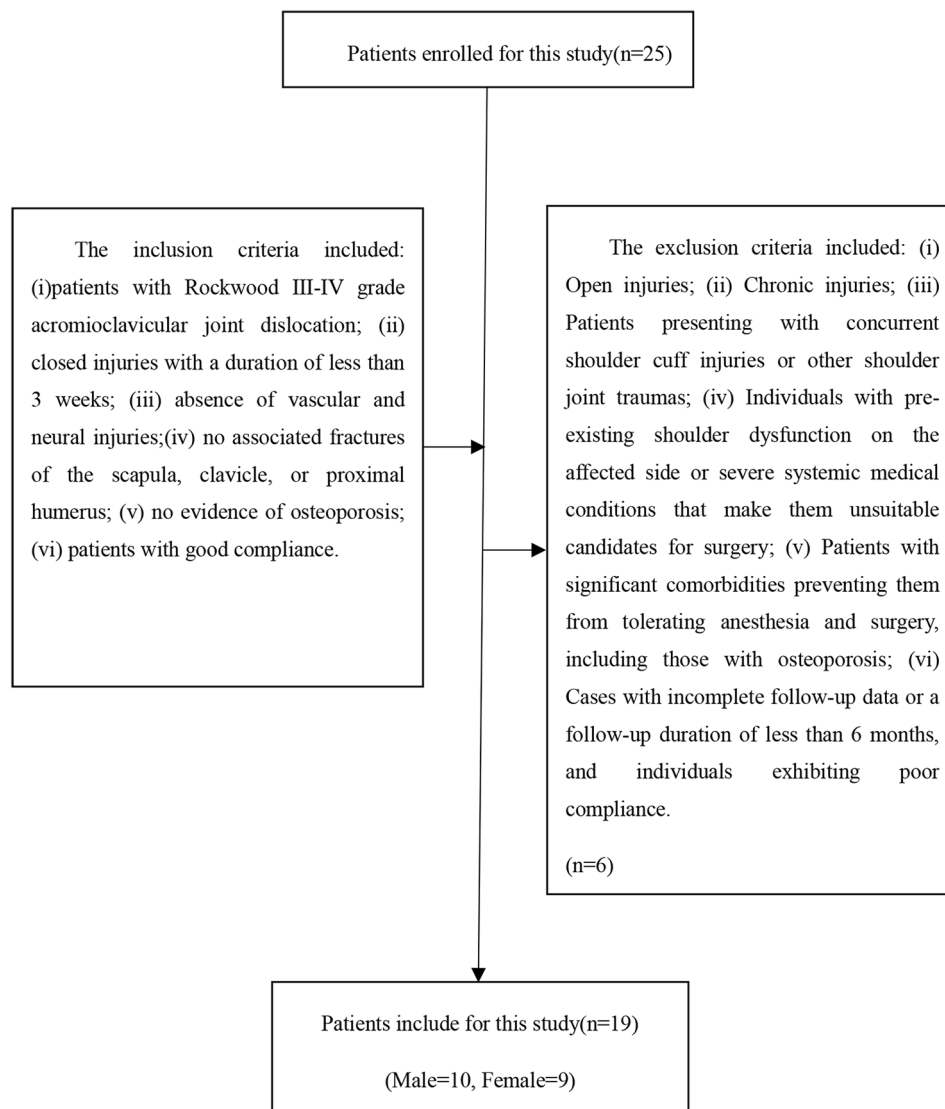 Patients enrolled for this study(n=25)
The inclusion criteria included:
(i)patients with Rockwood III-IV grade
acromioclavicular joint dislocation; (ii)
closed injuries with a duration of less than
3 weeks; (iii) absence of vascular and
neural injuries;(iv) no associated fractures
of the scapula, clavicle, or proximal
humerus; (v) no evidence of osteoporosis;
(vi) patients with good compliance.
The exclusion criteria included: (i)
Open injuries; (ii) Chronic injuries; (iii)
Patients presenting with concurrent
shoulder cuff injuries or other shoulder
joint traumas; (iv) Individuals with pre-
existing shoulder dysfunction on the
affected side or severe systemic medical
conditions that make them unsuitable
candidates for surgery; (v) Patients with
significant comorbidities preventing them
from tolerating anesthesia and surgery,
including those with osteoporosis; (vi)
Cases with incomplete follow-up data or a
follow-up duration of less than 6 months,
and individuals exhibiting poor
compliance.
(n=6)
Patients include for this study(n=19)
(Male=10, Female=9)